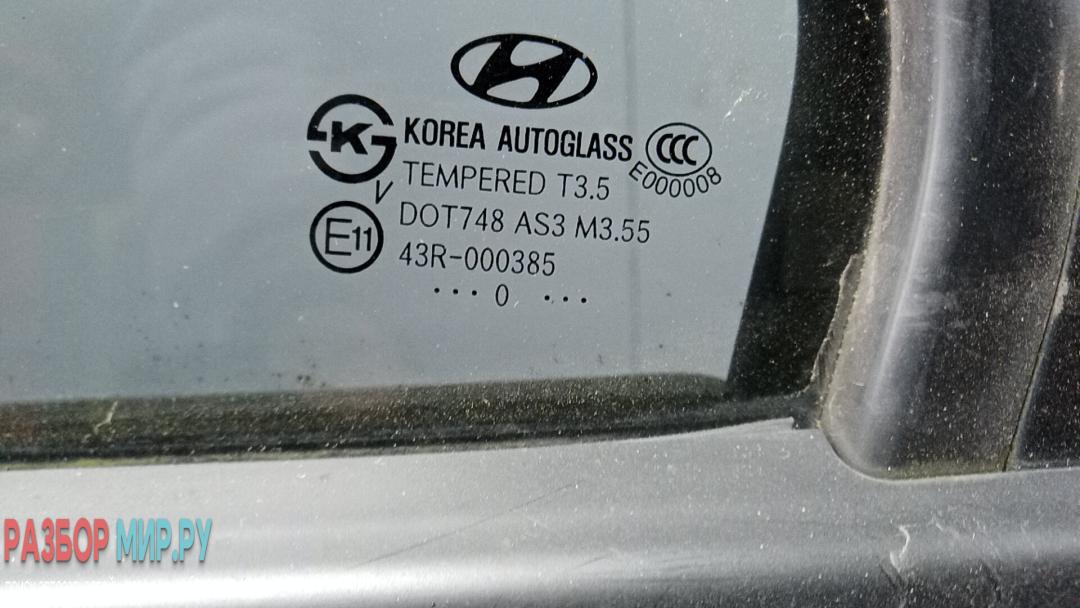 K
KOREA AUTOGLASS
CCC
E000008
TEMPERED T3.5
V
DOT748 AS3 M3.55
E11
43R-000385
··· 0 ···
РАЗБОР МИР.РУ